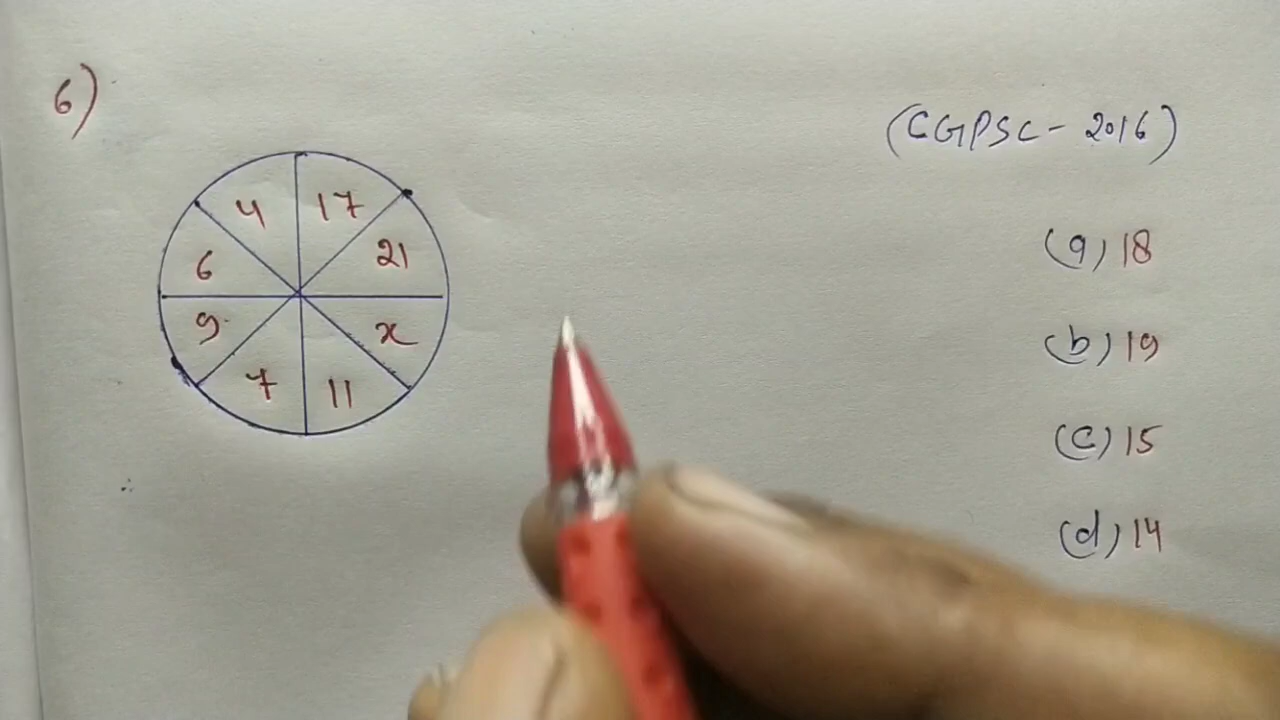 6)
(CGPSC - 2016)
4 17
6 21
9 x
7 11
(a) 18
(b) 19
(c) 15
(d) 14